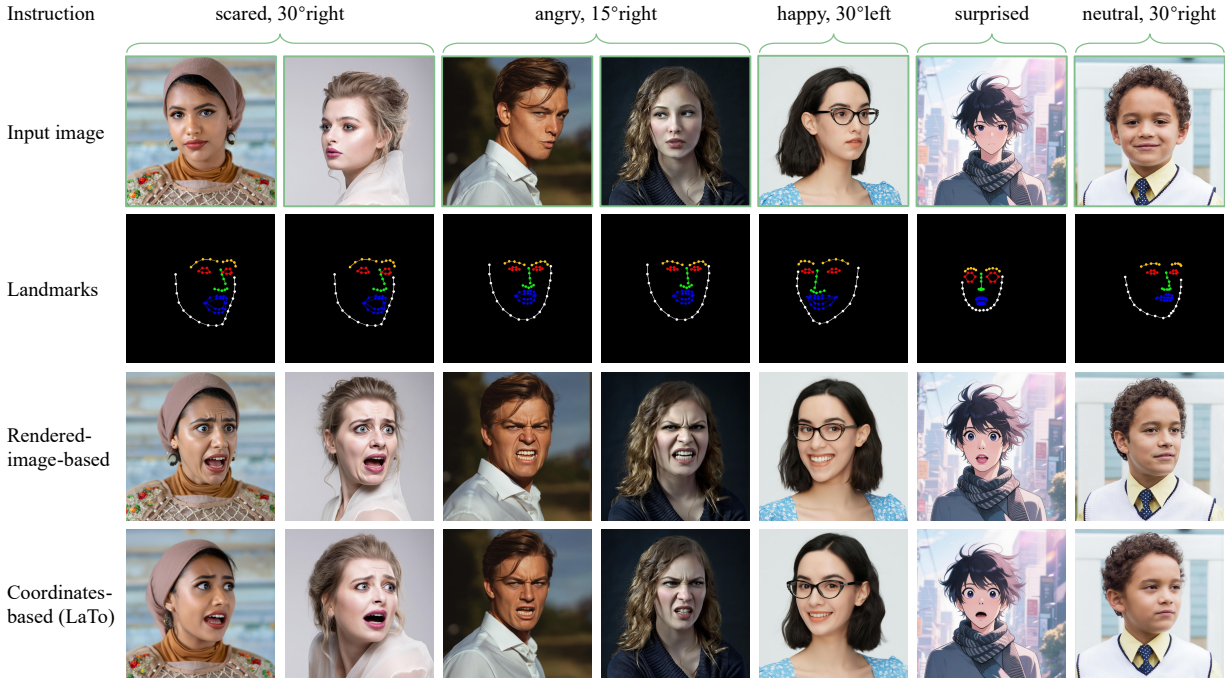 Instruction
scared, 30°right
angry, 15°right
happy, 30°left
surprised
neutral, 30°right
Input image
Landmarks
Rendered-
image-based
Coordinates-
based (LaTo)